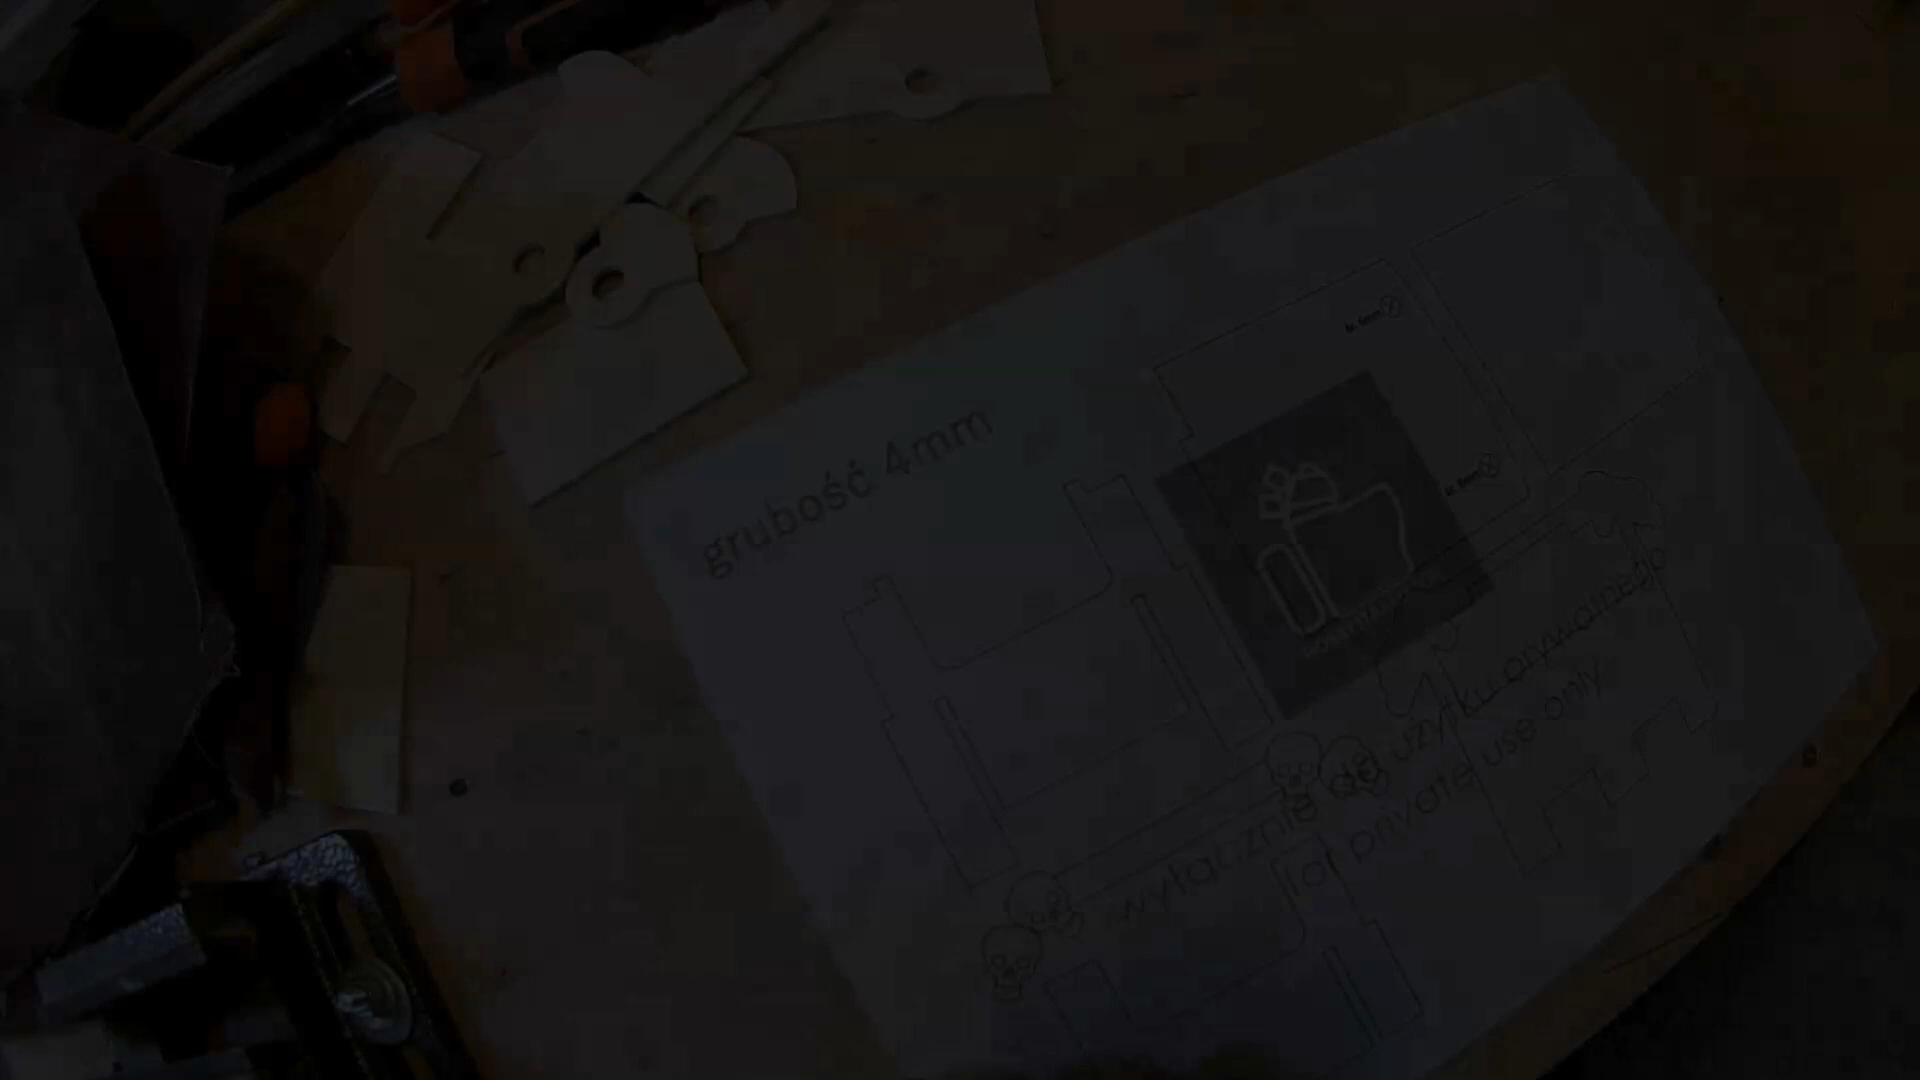 grubość 4mm
wyłącznie do użytku prywatnego
for private use only